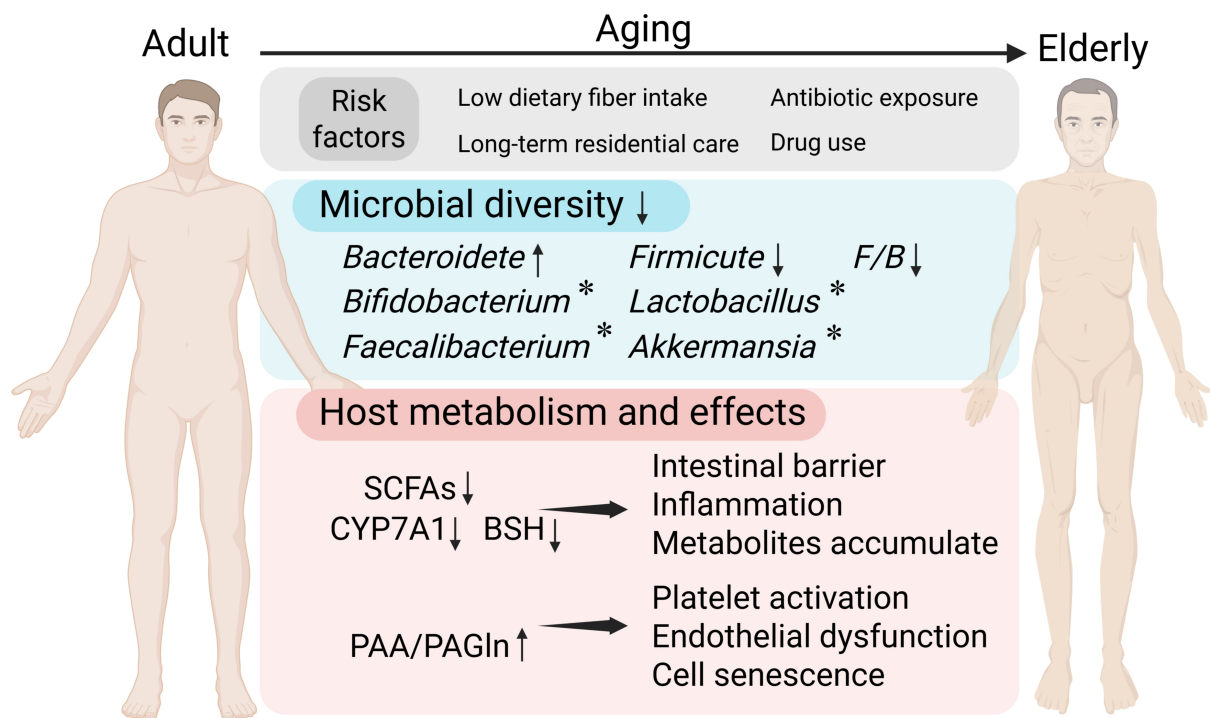 Adult
Aging
Elderly
Risk
factors
Low dietary fiber intake
Antibiotic exposure
Long-term residential care
Drug use
Microbial diversity ↓
Bacteroidete ↑
Firmicute ↓
F/B ↓
Bifidobacterium *
Lactobacillus *
Faecalibacterium *
Akkermansia *
Host metabolism and effects
SCFAs ↓
CYP7A1 ↓ BSH ↓
Intestinal barrier
Inflammation
Metabolites accumulate
PAA/PAGln ↑
Platelet activation
Endothelial dysfunction
Cell senescence